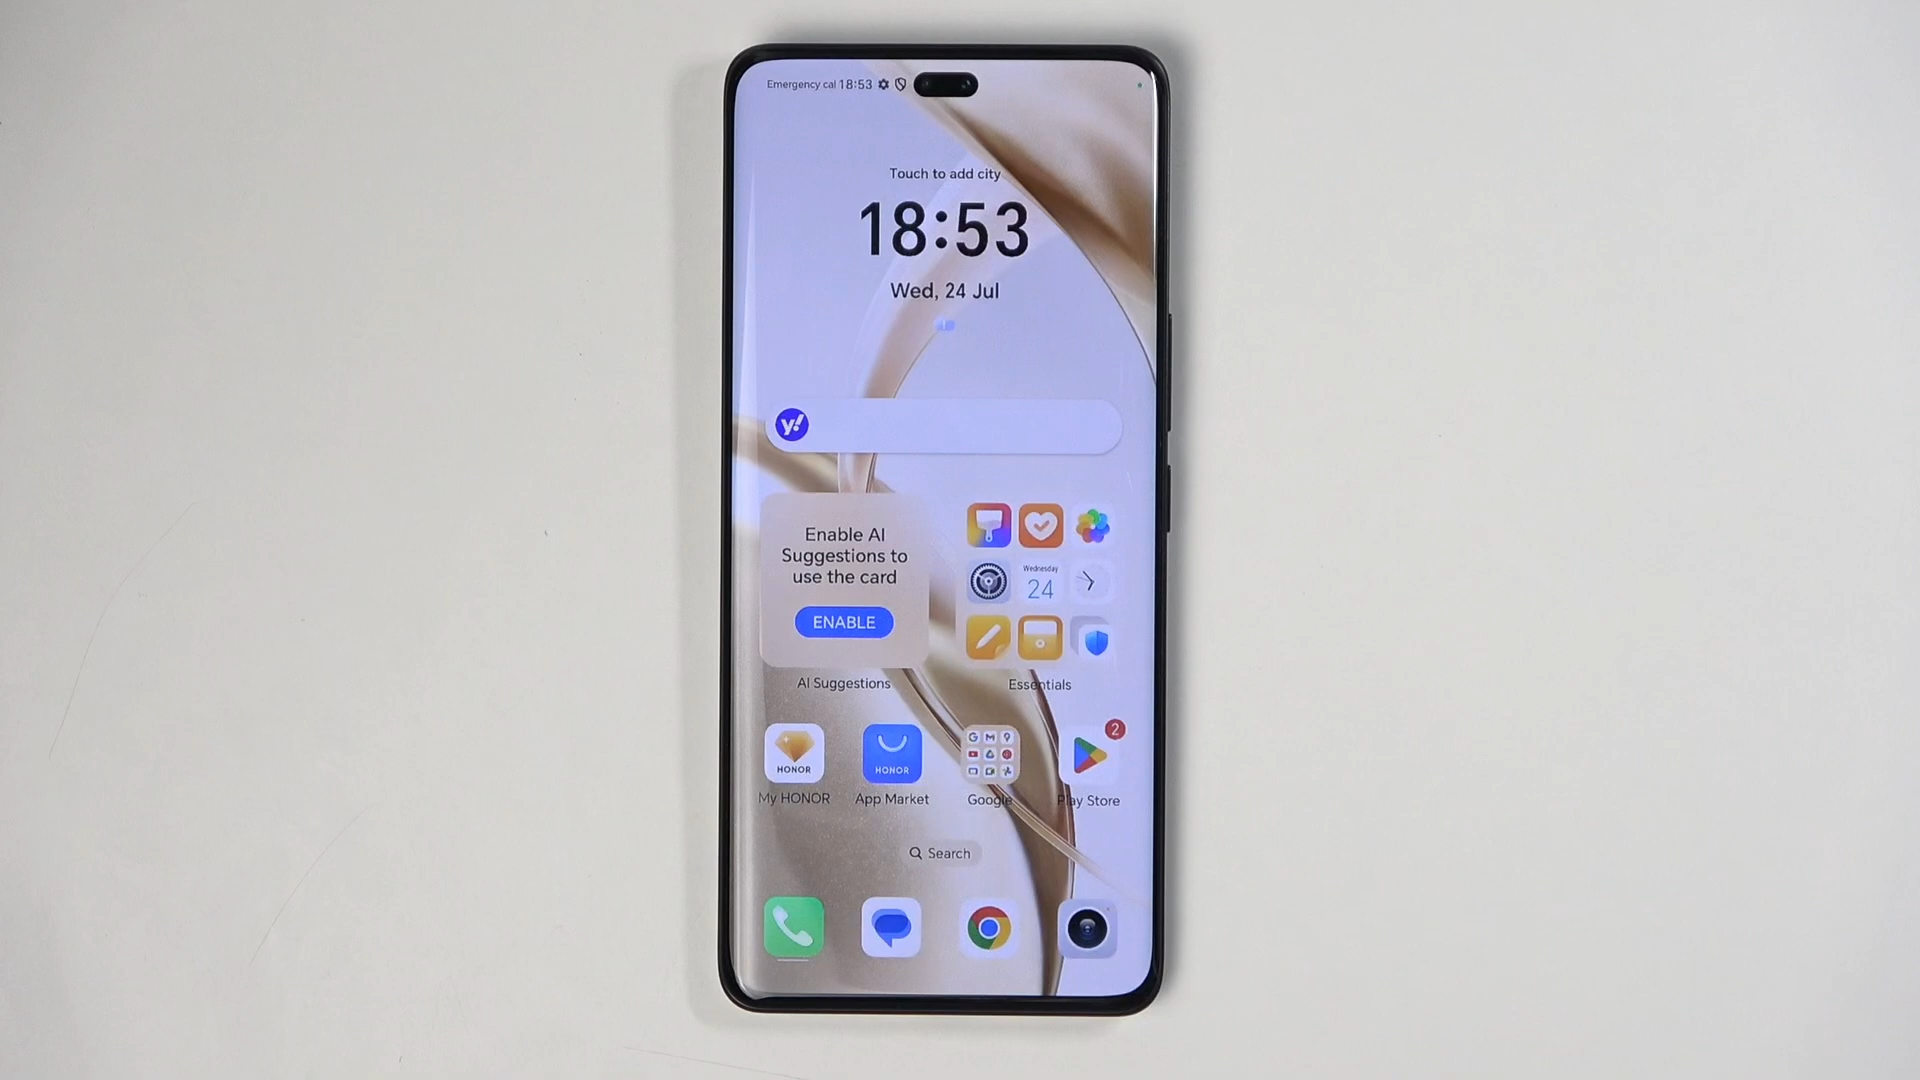 Emergency cal 18:53
Touch to add city
18:53
Wed, 24 Jul
y!
Enable AI
Suggestions to
use the card
ENABLE
AI Suggestions
Wednesday
24
Essentials
2
HONOR
HONOR
My HONOR
App Market
Google
Play Store
Search